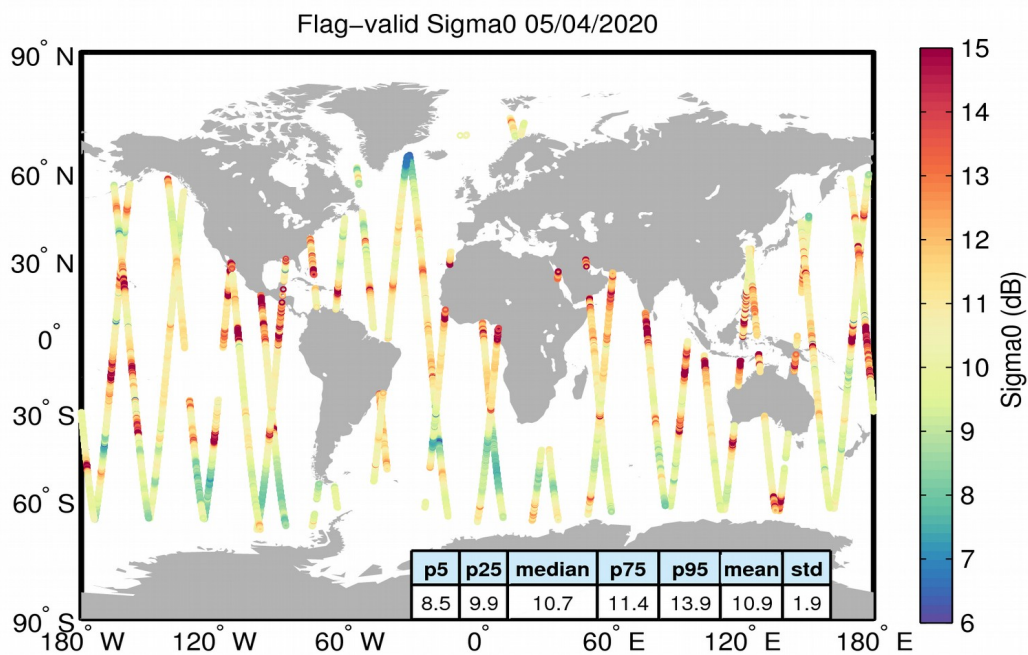 Flag−valid Sigma0 05/04/2020
90° N
60° N
30° N
0°
30° S
60° S
90° S
180° W 120° W 60° W 0° 60° E 120° E 180° E
p5 p25 median p75 p95 mean std
8.5 9.9 10.7 11.4 13.9 10.9 1.9
15
14
13
12
11
10
9
8
7
6
Sigma0 (dB)